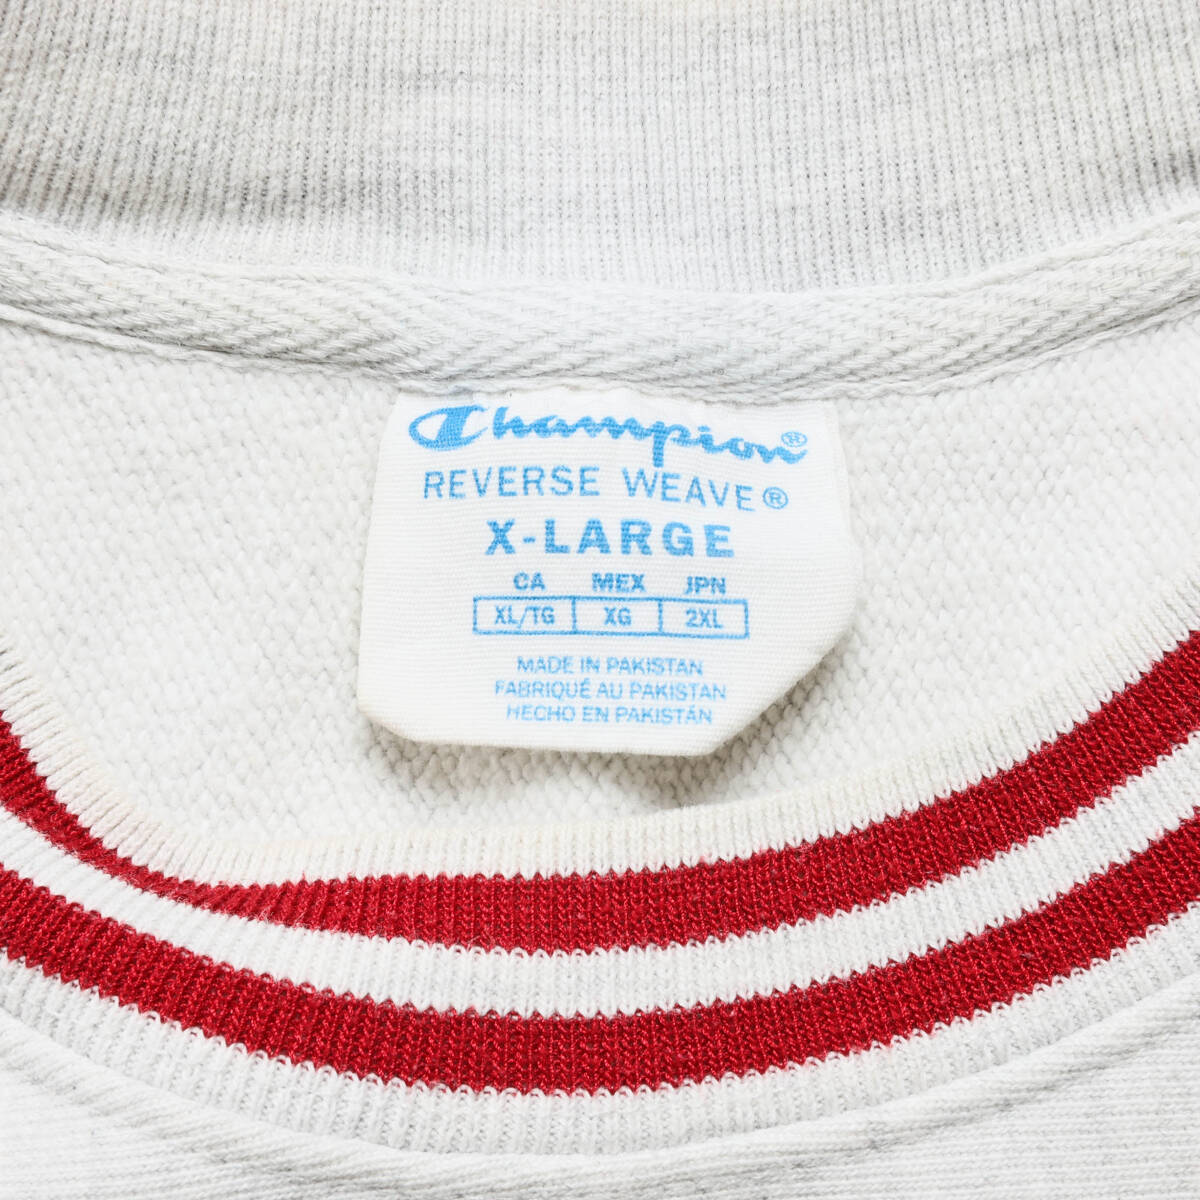 Champion®
REVERSE WEAVE®
X-LARGE
CA MEX JPN
XL/TG XG 2XL
MADE IN PAKISTAN
FABRIQUÉ AU PAKISTAN
HECHO EN PAKISTÁN